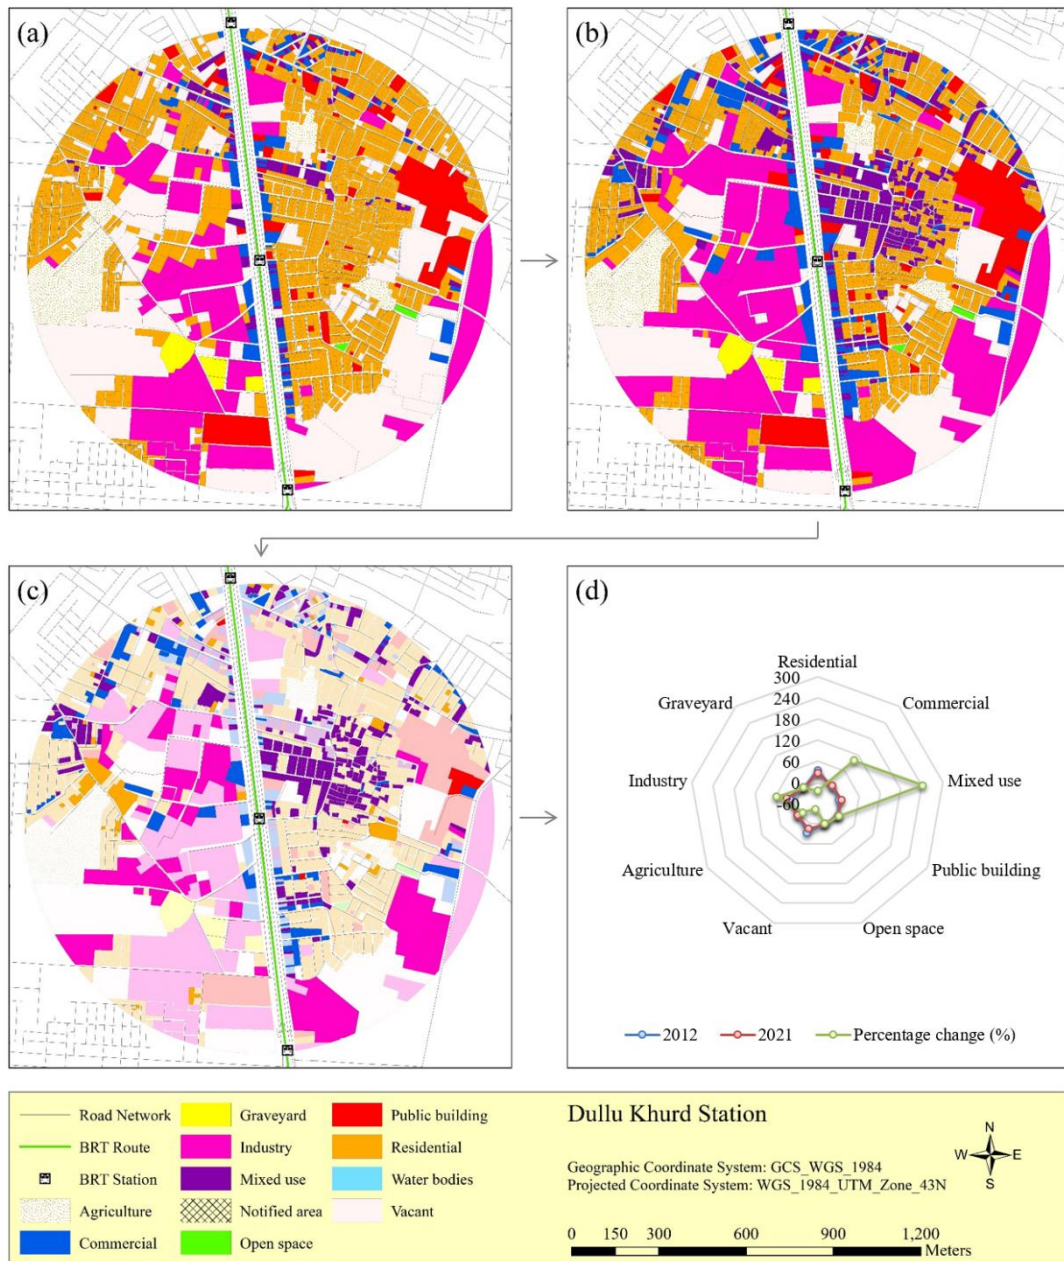 (a)
(b)
(c)
(d)
Residential
300
240
180
120
60
0
-60
Commercial
Mixed use
Public building
Open space
Vacant
Agriculture
Industry
Graveyard
2012
2021
Percentage change (%)
Road Network
BRT Route
BRT Station
Agriculture
Commercial
Graveyard
Industry
Mixed use
Notified area
Open space
Public building
Residential
Water bodies
Vacant
Dullu Khurd Station
Geographic Coordinate System: GCS_WGS_1984
Projected Coordinate System: WGS_1984_UTM_Zone_43N
N
W E
S
0 150 300 600 900 1,200
Meters